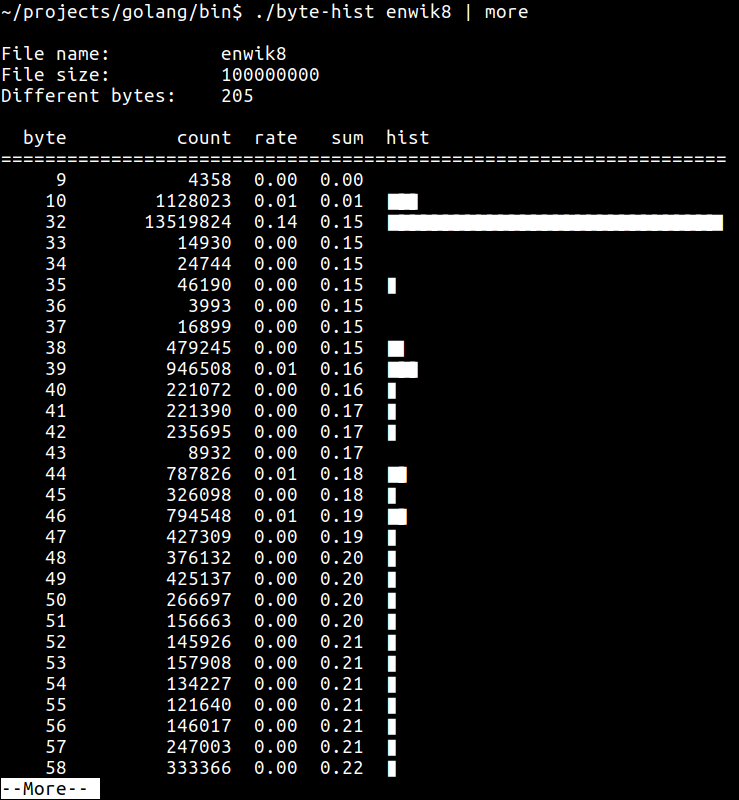 ~/projects/golang/bin$ ./byte-hist enwik8 | more
File name: enwik8
File size: 100000000
Different bytes: 205
byte count rate sum hist
==================================================================
9 4358 0.00 0.00
10 1128023 0.01 0.01
32 13519824 0.14 0.15
33 14930 0.00 0.15
34 24744 0.00 0.15
35 46190 0.00 0.15
36 3993 0.00 0.15
37 16899 0.00 0.15
38 479245 0.00 0.15
39 946508 0.01 0.16
40 221072 0.00 0.16
41 221390 0.00 0.17
42 235695 0.00 0.17
43 8932 0.00 0.17
44 787826 0.01 0.18
45 326098 0.00 0.18
46 794548 0.01 0.19
47 427309 0.00 0.19
48 376132 0.00 0.20
49 425137 0.00 0.20
50 266697 0.00 0.20
51 156663 0.00 0.20
52 145926 0.00 0.21
53 157908 0.00 0.21
54 134227 0.00 0.21
55 121640 0.00 0.21
56 146017 0.00 0.21
57 247003 0.00 0.21
58 333366 0.00 0.22
--More--